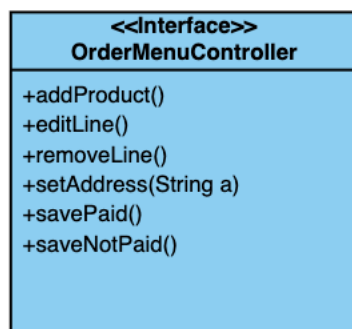 <<Interface>>
OrderMenuController
+addProduct()
+editLine()
+removeLine()
+setAddress(String a)
+savePaid()
+saveNotPaid()